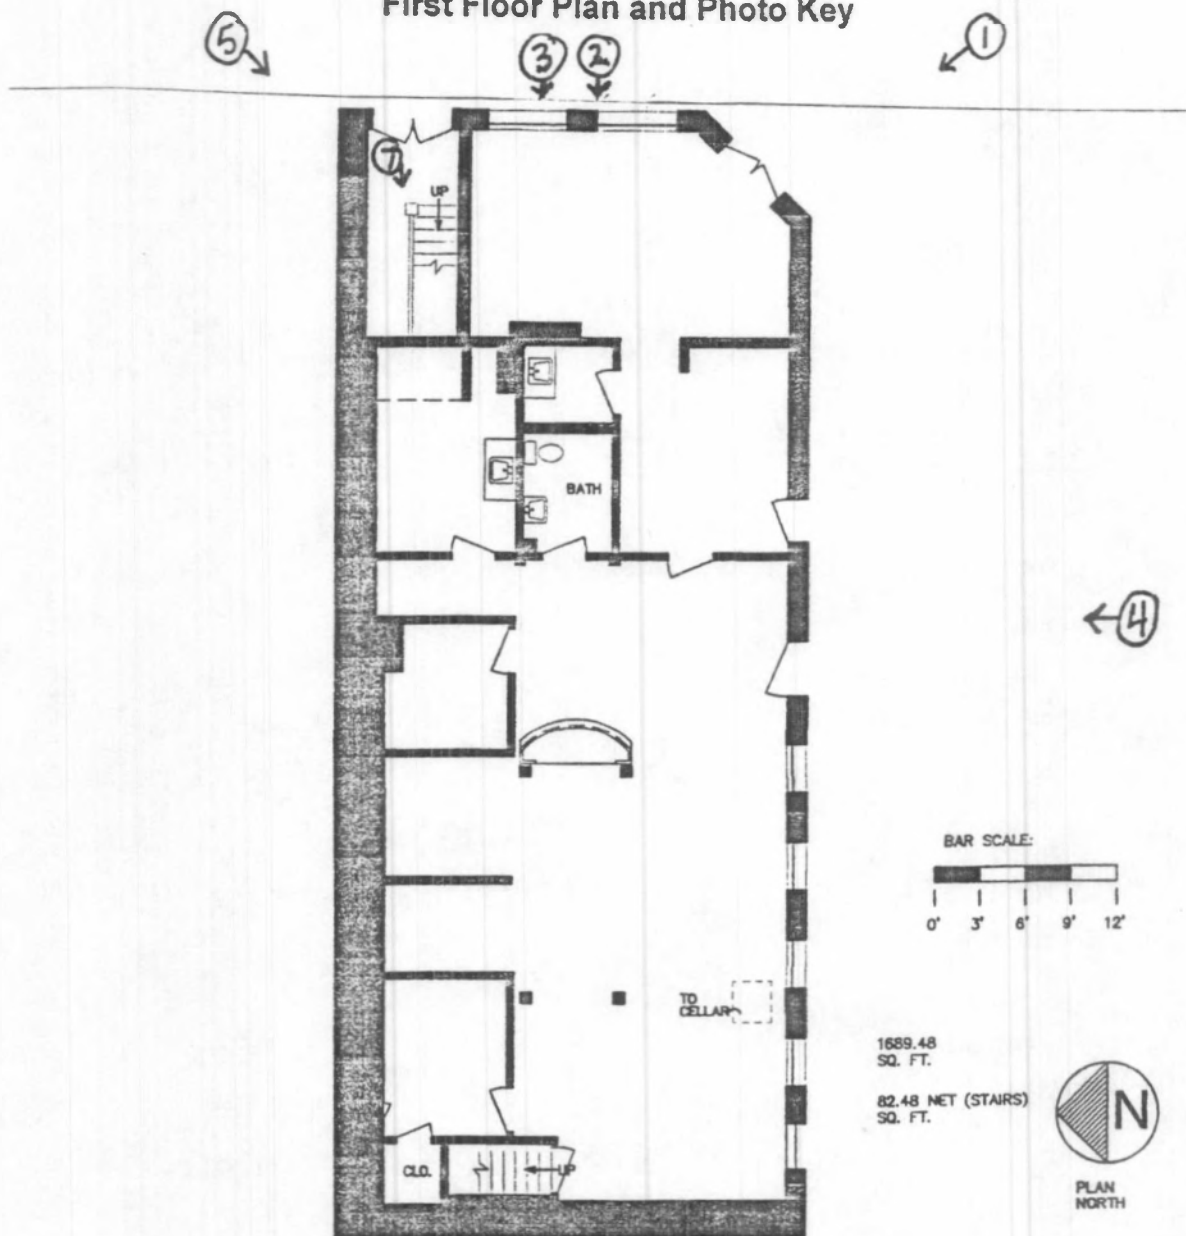 First Floor Plan and Photo Key
5
3
2
1
7
UP
BATH
4
BAR SCALE:
0' 3' 6' 9' 12'
TO
CELLAR
1689.48
SQ. FT.
82.48 NET (STAIRS)
SQ. FT.
N
PLAN
NORTH
CLO.
UP